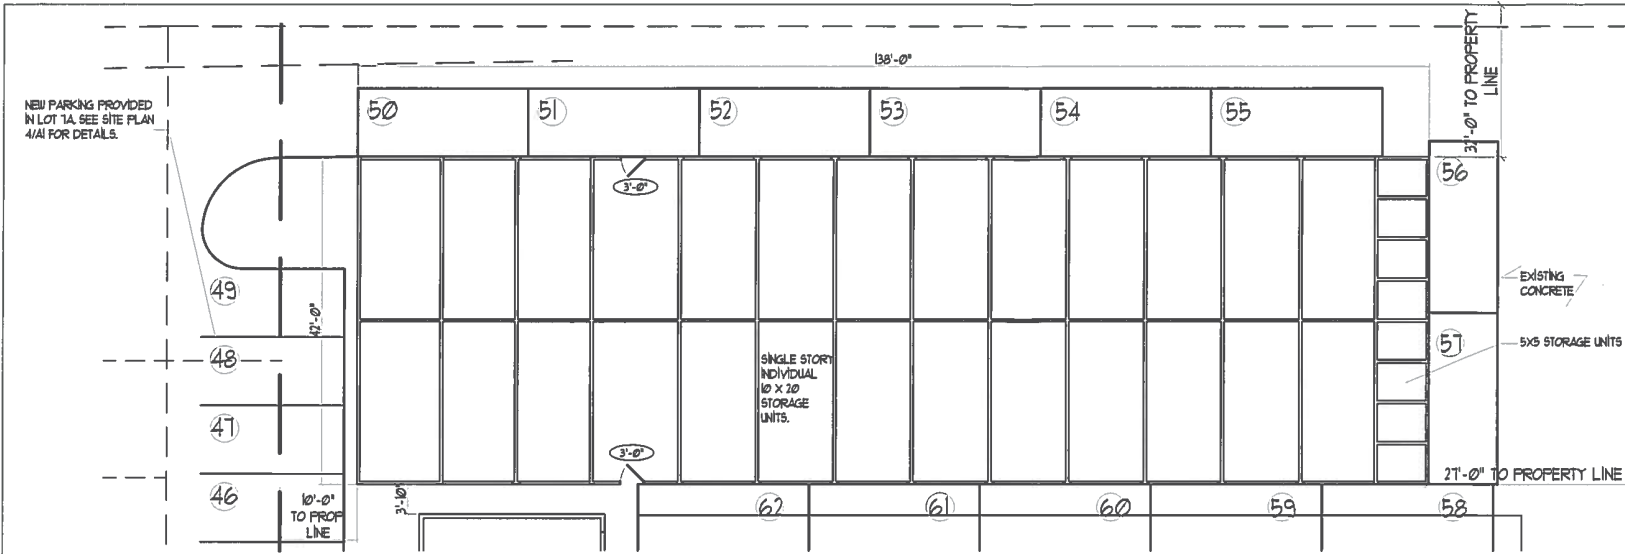 138'-0"
32'-0" TO PROPERTY
LINE
NEW PARKING PROVIDED
IN LOT 7A. SEE SITE PLAN
4/A1 FOR DETAILS.
50
51
52
53
54
55
56
3'-0"
49
42'-0"
EXISTING
CONCRETE
48
57
5X5 STORAGE UNITS
SINGLE STORY
INDIVIDUAL
10 X 20
STORAGE
UNITS.
47
3'-0"
27'-0" TO PROPERTY LINE
46
10'-0"
TO PROP
LINE
3'-10"
62
61
60
59
58